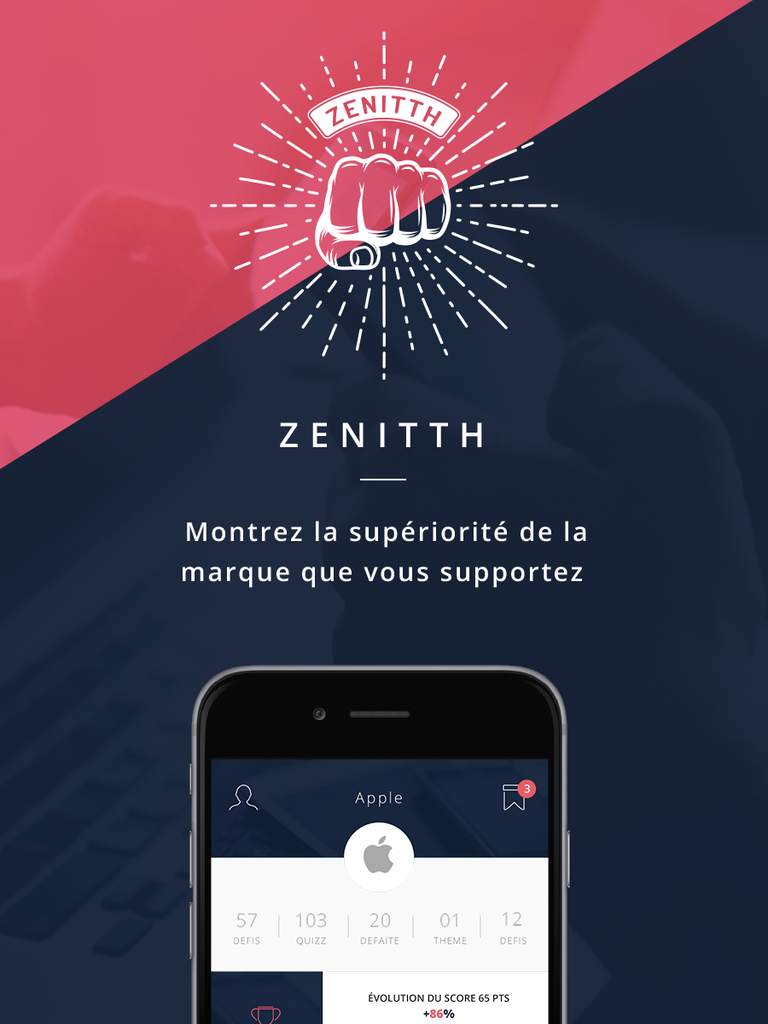 ZENITTH
ZENITTH
Montrez la supériorité de la
marque que vous supportez
Apple
3
57 103 20 01 12
DEFIS QUIZZ DEFAITE THEME DEFIS
ÉVOLUTION DU SCORE 65 PTS
+86%